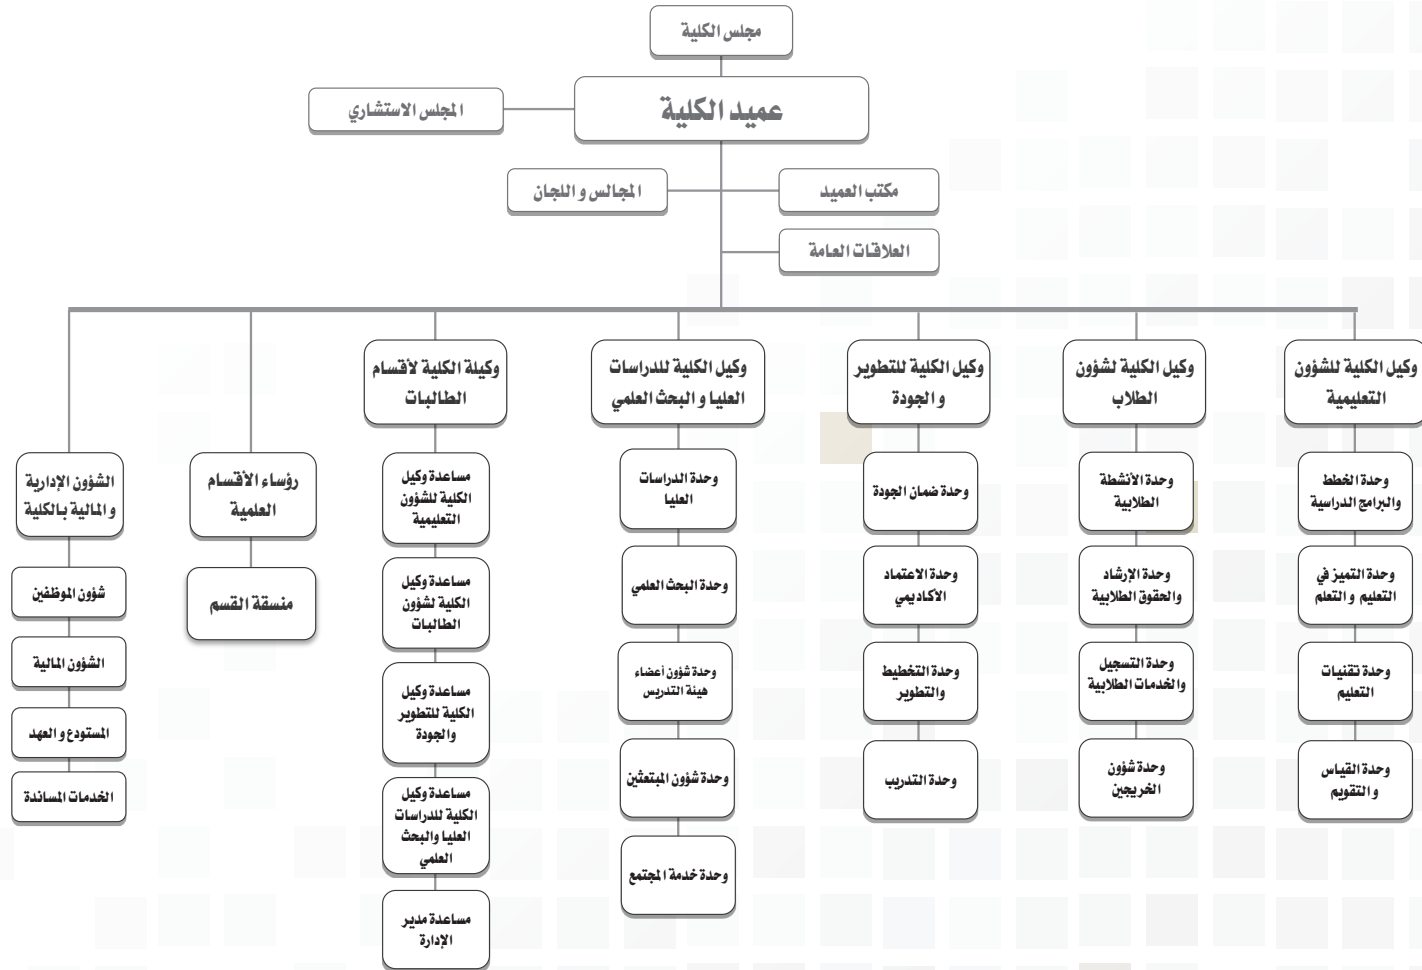 مجلس الكلية
عميد الكلية
المجلس الاستشاري
مكتب العميد
المجالس و اللجان
العلاقات العامة
وكيل الكلية للشؤون
التعليمية
وحدة الخطط
والبرامج الدراسية
وحدة التميز في
التعليم و التعلم
وحدة تقنيات
التعليم
وحدة القياس
و التقويم
وكيل الكلية لشؤون
الطلاب
وحدة الأنشطة
الطلابية
وحدة الإرشاد
والحقوق الطلابية
وحدة التسجيل
والخدمات الطلابية
وحدة شؤون
الخريجين
وكيل الكلية للتطوير
و الجودة
وحدة ضمان الجودة
وحدة الاعتماد
الأكاديمي
وحدة التخطيط
والتطوير
وحدة التدريب
وكيل الكلية للدراسات
العليا و البحث العلمي
وحدة الدراسات
العليا
وحدة البحث العلمي
وحدة شؤون أعضاء
هيئة التدريس
وحدة شؤون المبتعثين
وحدة خدمة المجتمع
وكيلة الكلية لأقسام
الطالبات
مساعدة وكيل
الكلية للشؤون
التعليمية
مساعدة وكيل
الكلية لشؤون
الطالبات
مساعدة وكيل
الكلية للتطوير
والجودة
مساعدة وكيل
الكلية للدراسات
العليا والبحث
العلمي
مساعدة مدير
الإدارة
رؤساء الأقسام
العلمية
منسقة القسم
الشؤون الإدارية
و المالية بالكلية
شؤون الموظفين
الشؤون المالية
المستودع و العهد
الخدمات المساندة